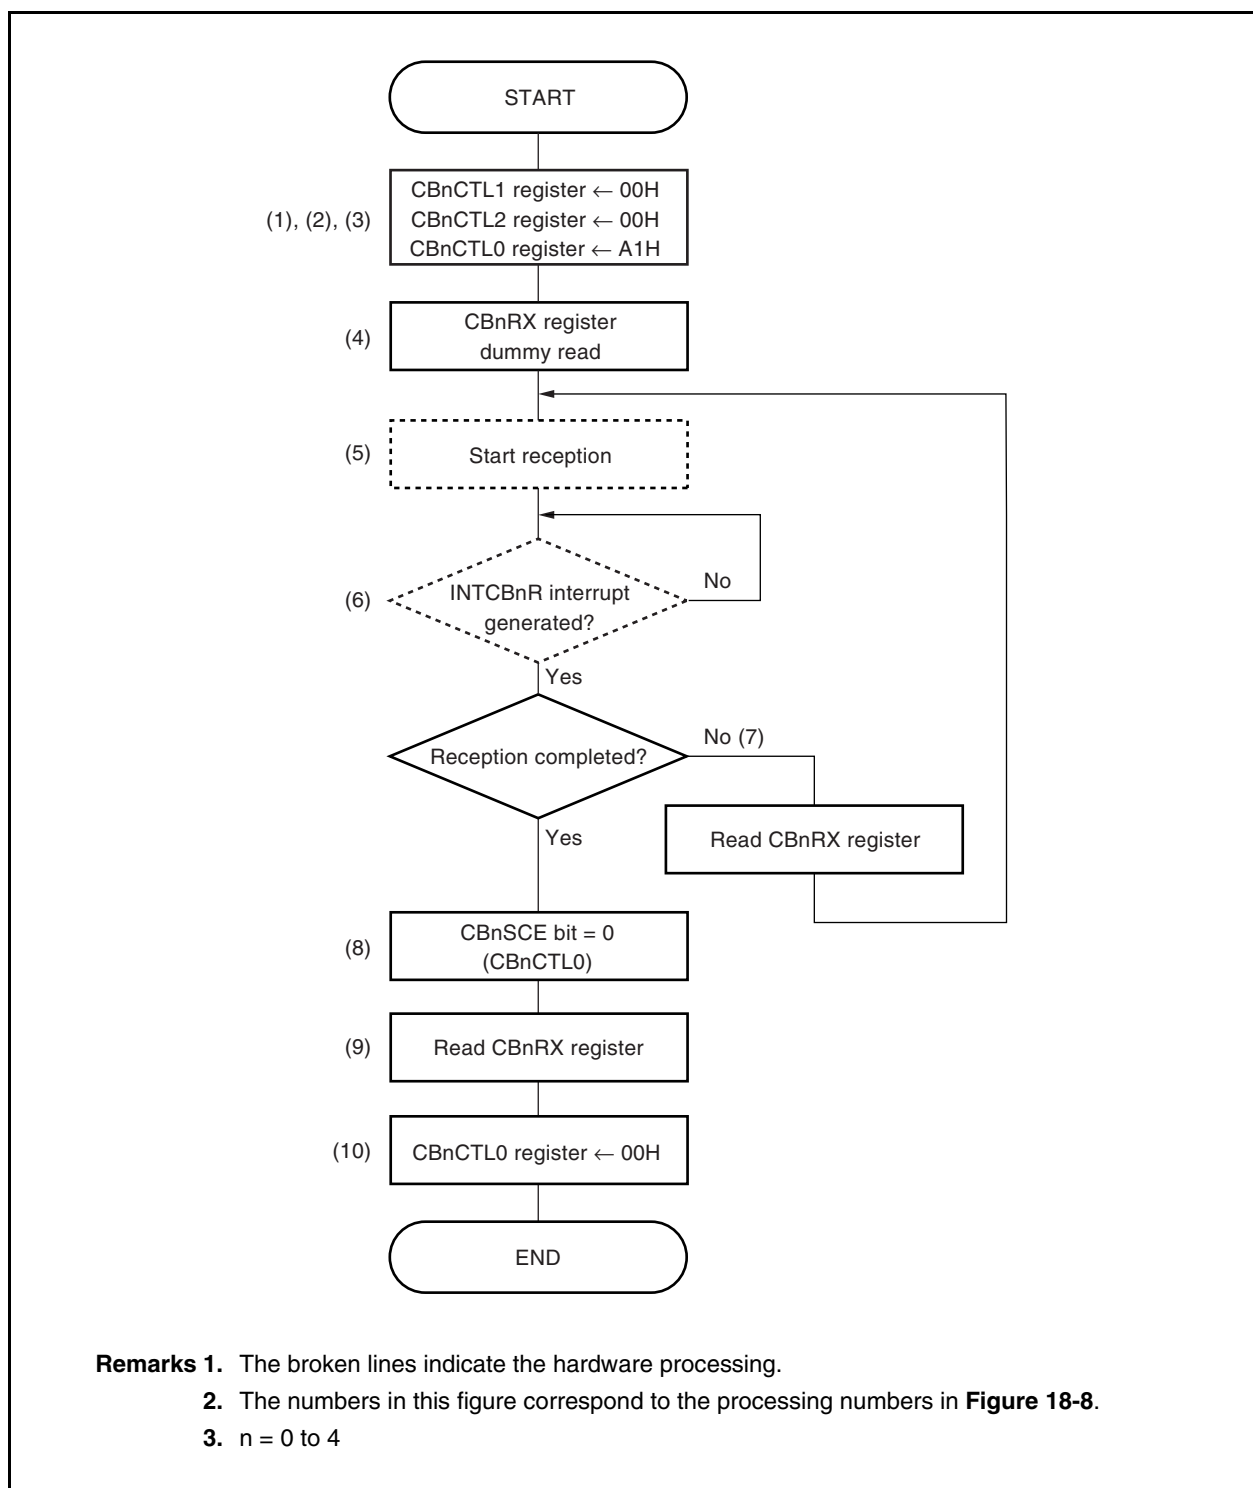 START
(1), (2), (3)
CBnCTL1 register ← 00H
CBnCTL2 register ← 00H
CBnCTL0 register ← A1H
(4)
CBnRX register
dummy read
(5)
Start reception
(6)
INTCBnR interrupt
generated?
No
Yes
Reception completed?
No (7)
Yes
Read CBnRX register
(8)
CBnSCE bit = 0
(CBnCTL0)
(9)
Read CBnRX register
(10)
CBnCTL0 register ← 00H
END
Remarks 1. The broken lines indicate the hardware processing.
2. The numbers in this figure correspond to the processing numbers in Figure 18-8.
3. n = 0 to 4